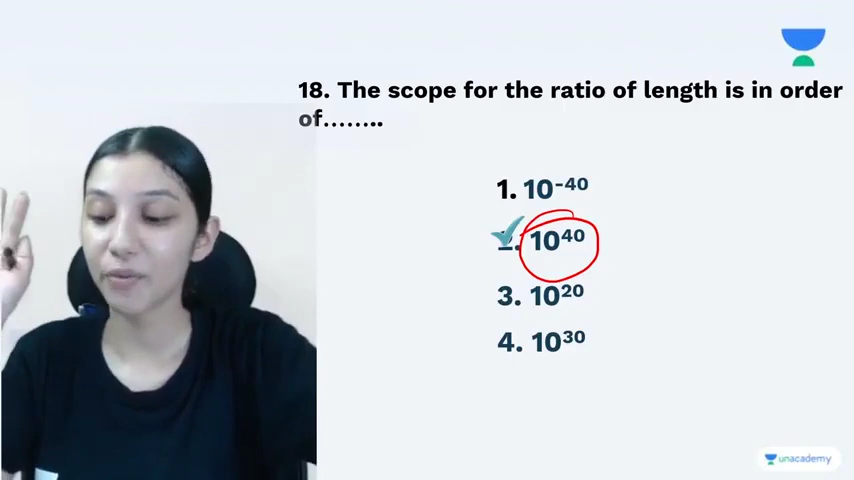 18. The scope for the ratio of length is in order
of……..
1. 10⁻⁴⁰
2. 10⁴⁰
3. 10²⁰
4. 10³⁰
unacademy